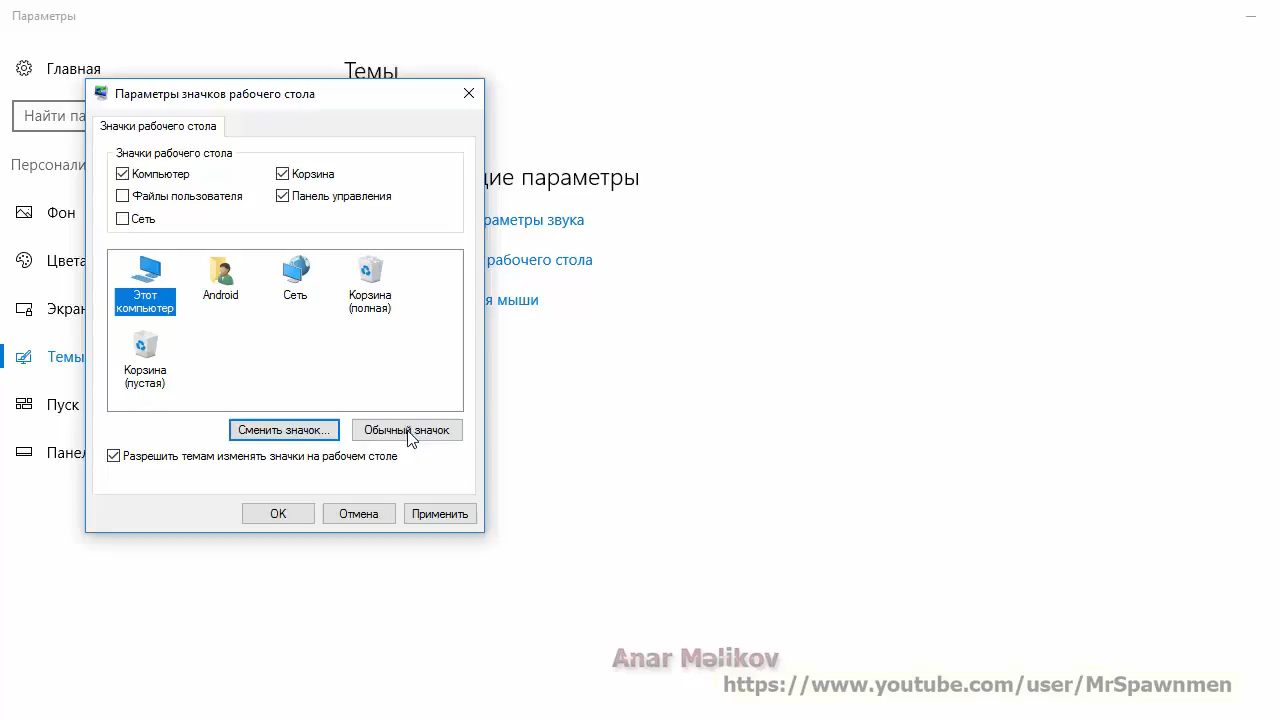 Параметры
Главная
Темы
Найти па
Персонали
Фон
Цвета
Экран
Темы
Пуск
Панел
Параметры значков рабочего стола
Значки рабочего стола
Значки рабочего стола
Компьютер
Корзина
Файлы пользователя
Панель управления
Сеть
Этот компьютер
Android
Сеть
Корзина (полная)
Корзина (пустая)
Сменить значок...
Обычный значок
Разрешить темам изменять значки на рабочем столе
OK
Отмена
Применить
щие параметры
раметры звука
рабочего стола
я мыши
Anar Məlikov
https://www.youtube.com/user/MrSpawnmen